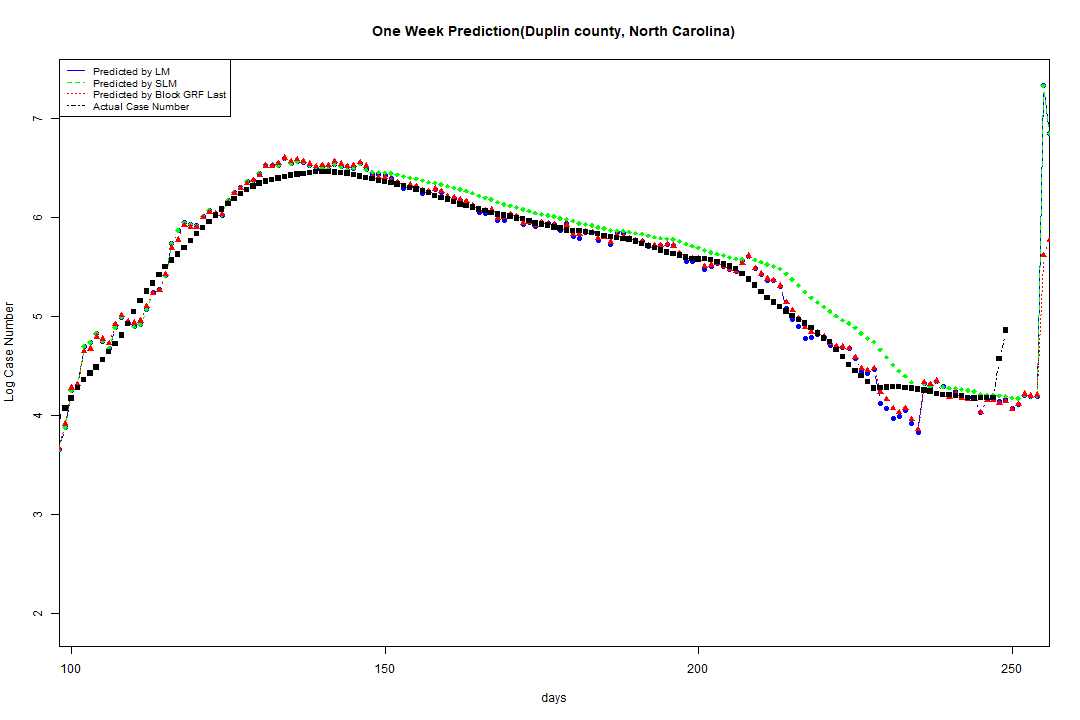 One Week Prediction(Duplin county, North Carolina)
Predicted by LM
Predicted by SLM
Predicted by Block GRF Last
Actual Case Number
Log Case Number
7
6
5
4
3
2
100 150 200 250
days